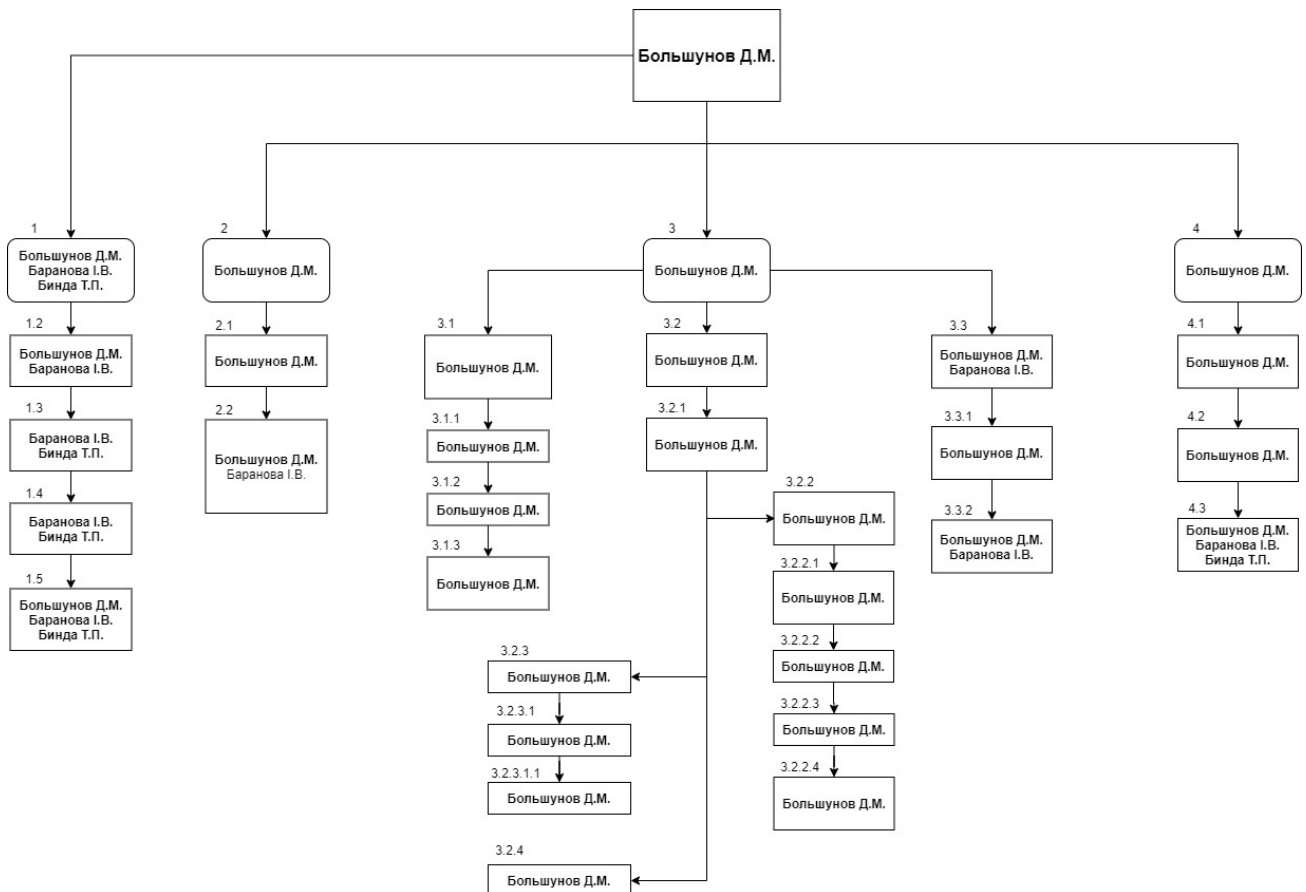 Большунов Д.М.
1
Большунов Д.М.
Баранова І.В.
Бинда Т.П.
2
Большунов Д.М.
3
Большунов Д.М.
4
Большунов Д.М.
1.2
Большунов Д.М.
Баранова І.В.
1.3
Баранова І.В.
Бинда Т.П.
1.4
Баранова І.В.
Бинда Т.П.
1.5
Большунов Д.М.
Баранова І.В.
Бинда Т.П.
2.1
Большунов Д.М.
2.2
Большунов Д.М.
Баранова І.В.
3.1
Большунов Д.М.
3.1.1
Большунов Д.М.
3.1.2
Большунов Д.М.
3.1.3
Большунов Д.М.
3.2
Большунов Д.М.
3.2.1
Большунов Д.М.
3.2.2
Большунов Д.М.
3.2.2.1
Большунов Д.М.
3.2.2.2
Большунов Д.М.
3.2.2.3
Большунов Д.М.
3.2.2.4
Большунов Д.М.
3.2.3
Большунов Д.М.
3.2.3.1
Большунов Д.М.
3.2.3.1.1
Большунов Д.М.
3.2.4
Большунов Д.М.
3.3
Большунов Д.М.
Баранова І.В.
3.3.1
Большунов Д.М.
3.3.2
Большунов Д.М.
Баранова І.В.
4.1
Большунов Д.М.
4.2
Большунов Д.М.
4.3
Большунов Д.М.
Баранова І.В.
Бинда Т.П.